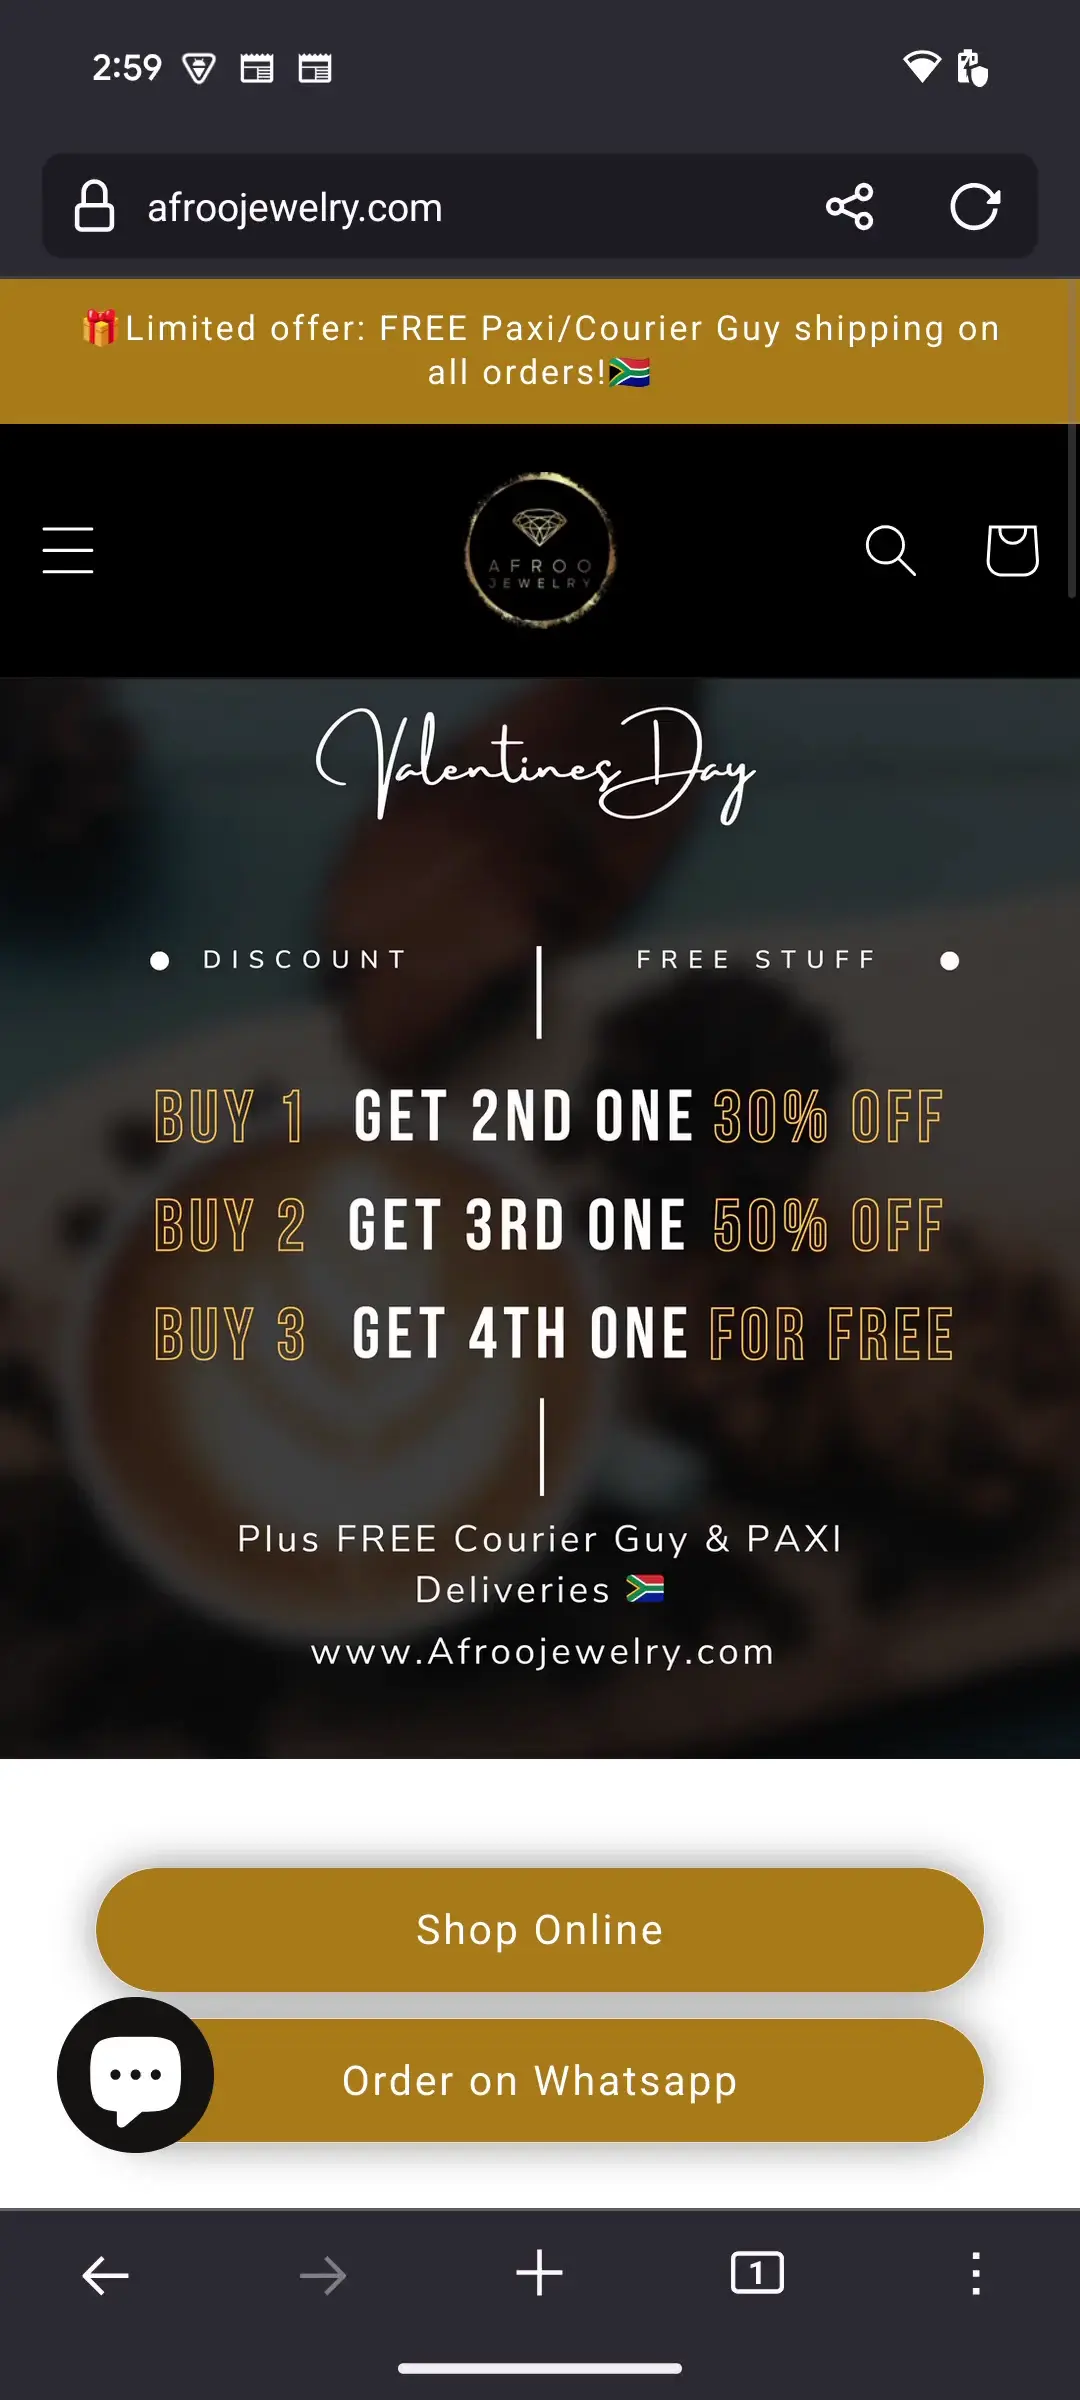 2:59
afroojewelry.com
🎁Limited offer: FREE Paxi/Courier Guy shipping on
all orders!🇿🇦
AFROO
JEWELRY
Valentines Day
DISCOUNT
FREE STUFF
BUY 1 GET 2ND ONE 30% OFF
BUY 2 GET 3RD ONE 50% OFF
BUY 3 GET 4TH ONE FOR FREE
Plus FREE Courier Guy & PAXI
Deliveries 🇿🇦
www.Afroojewelry.com
Shop Online
Order on Whatsapp
1